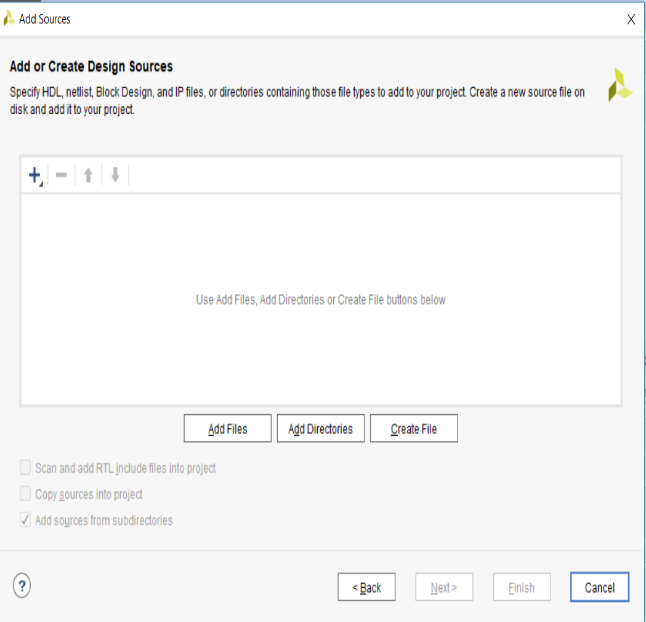 Add Sources
X
Add or Create Design Sources
Specify HDL, netlist, Block Design, and IP files, or directories containing those file types to add to your project. Create a new source file on
disk and add it to your project.
Use Add Files, Add Directories or Create File buttons below
Add Files
Add Directories
Create File
Scan and add RTL include files into project
Copy sources into project
Add sources from subdirectories
?
< Back
Next >
Finish
Cancel